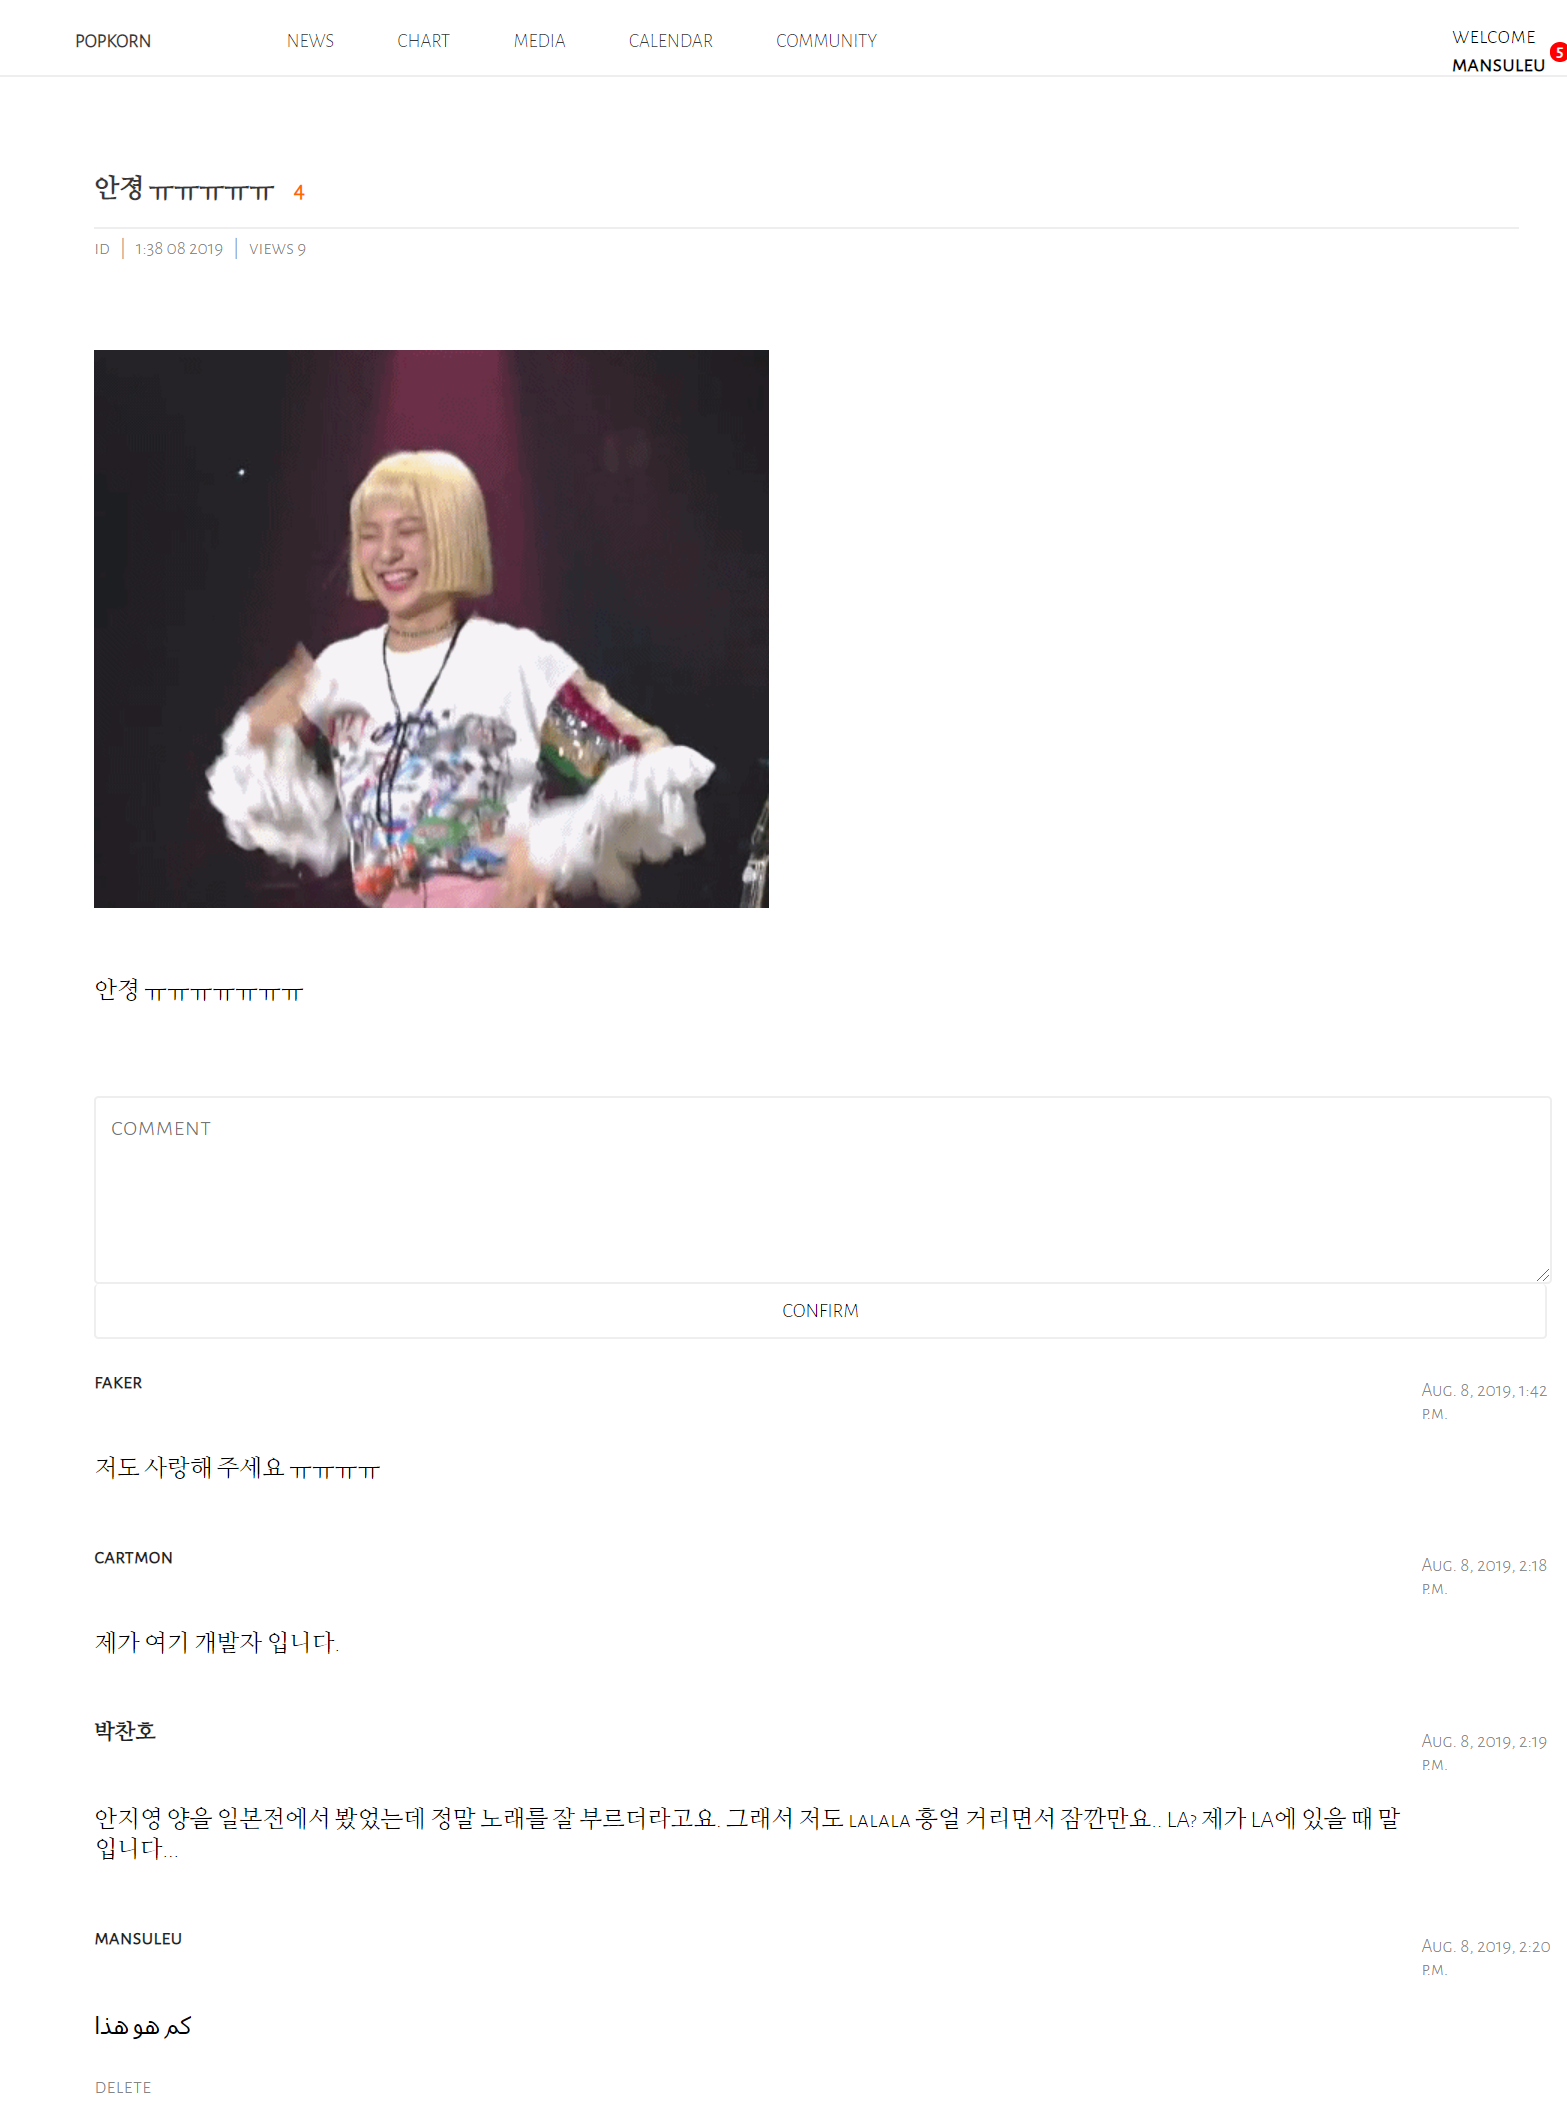 POPKORN NEWS CHART MEDIA CALENDAR COMMUNITY WELCOME
MANSULEU 5
안졍 ㅠㅠㅠㅠㅠ 4
ID | 1:38 08 2019 | VIEWS 9
안졍 ㅠㅠㅠㅠㅠㅠㅠ
COMMENT
CONFIRM
FAKER Aug. 8, 2019, 1:42
P.M.
저도 사랑해 주세요 ㅠㅠㅠㅠ
CARTMON Aug. 8, 2019, 2:18
P.M.
제가 여기 개발자 입니다.
박찬호 Aug. 8, 2019, 2:19
P.M.
안지영 양을 일본전에서 봤었는데 정말 노래를 잘 부르더라고요. 그래서 저도 LALALA 흥얼 거리면서 잠깐만요.. LA? 제가 LA에 있을 때 말
입니다...
MANSULEU Aug. 8, 2019, 2:20
P.M.
كم هو هذا
DELETE